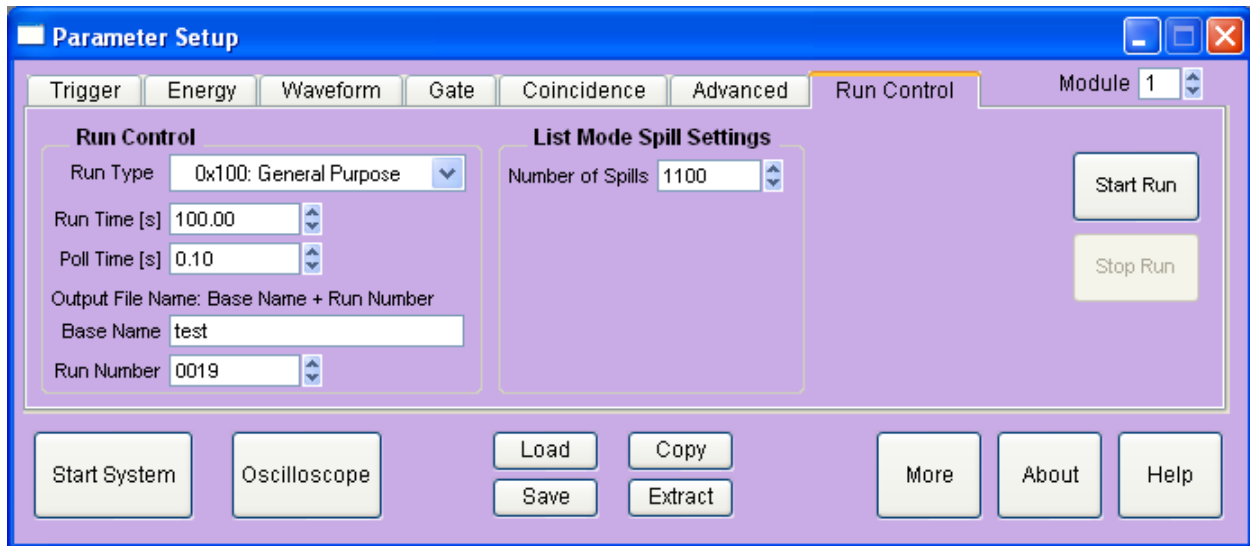 Parameter Setup
Trigger Energy Waveform Gate Coincidence Advanced Run Control Module 1
Run Control
Run Type 0x100: General Purpose
Run Time [s] 100.00
Poll Time [s] 0.10
Output File Name: Base Name + Run Number
Base Name test
Run Number 0019
List Mode Spill Settings
Number of Spills 1100
Start Run
Stop Run
Start System Oscilloscope
Load Copy
Save Extract
More About Help